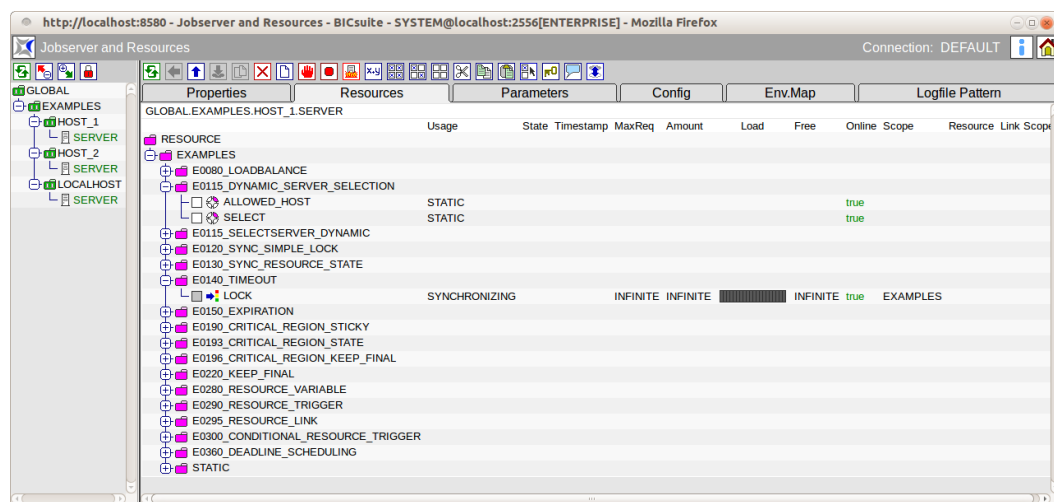 http://localhost:8580 - Jobserver and Resources - BICsuite - SYSTEM@localhost:2556[ENTERPRISE] - Mozilla Firefox
Jobserver and Resources Connection: DEFAULT
GLOBAL
EXAMPLES
HOST_1
SERVER
HOST_2
SERVER
LOCALHOST
SERVER
Properties Resources Parameters Config Env.Map Logfile Pattern
GLOBAL.EXAMPLES.HOST_1.SERVER
Usage State Timestamp MaxReq Amount Load Free Online Scope Resource Link Scope
RESOURCE
EXAMPLES
E0080_LOADBALANCE
E0115_DYNAMIC_SERVER_SELECTION
ALLOWED_HOST STATIC true
SELECT STATIC true
E0115_SELECTSERVER_DYNAMIC
E0120_SYNC_SIMPLE_LOCK
E0130_SYNC_RESOURCE_STATE
E0140_TIMEOUT
LOCK SYNCHRONIZING INFINITE INFINITE INFINITE true EXAMPLES
E0150_EXPIRATION
E0190_CRITICAL_REGION_STICKY
E0193_CRITICAL_REGION_STATE
E0196_CRITICAL_REGION_KEEP_FINAL
E0220_KEEP_FINAL
E0280_RESOURCE_VARIABLE
E0290_RESOURCE_TRIGGER
E0295_RESOURCE_LINK
E0300_CONDITIONAL_RESOURCE_TRIGGER
E0360_DEADLINE_SCHEDULING
STATIC